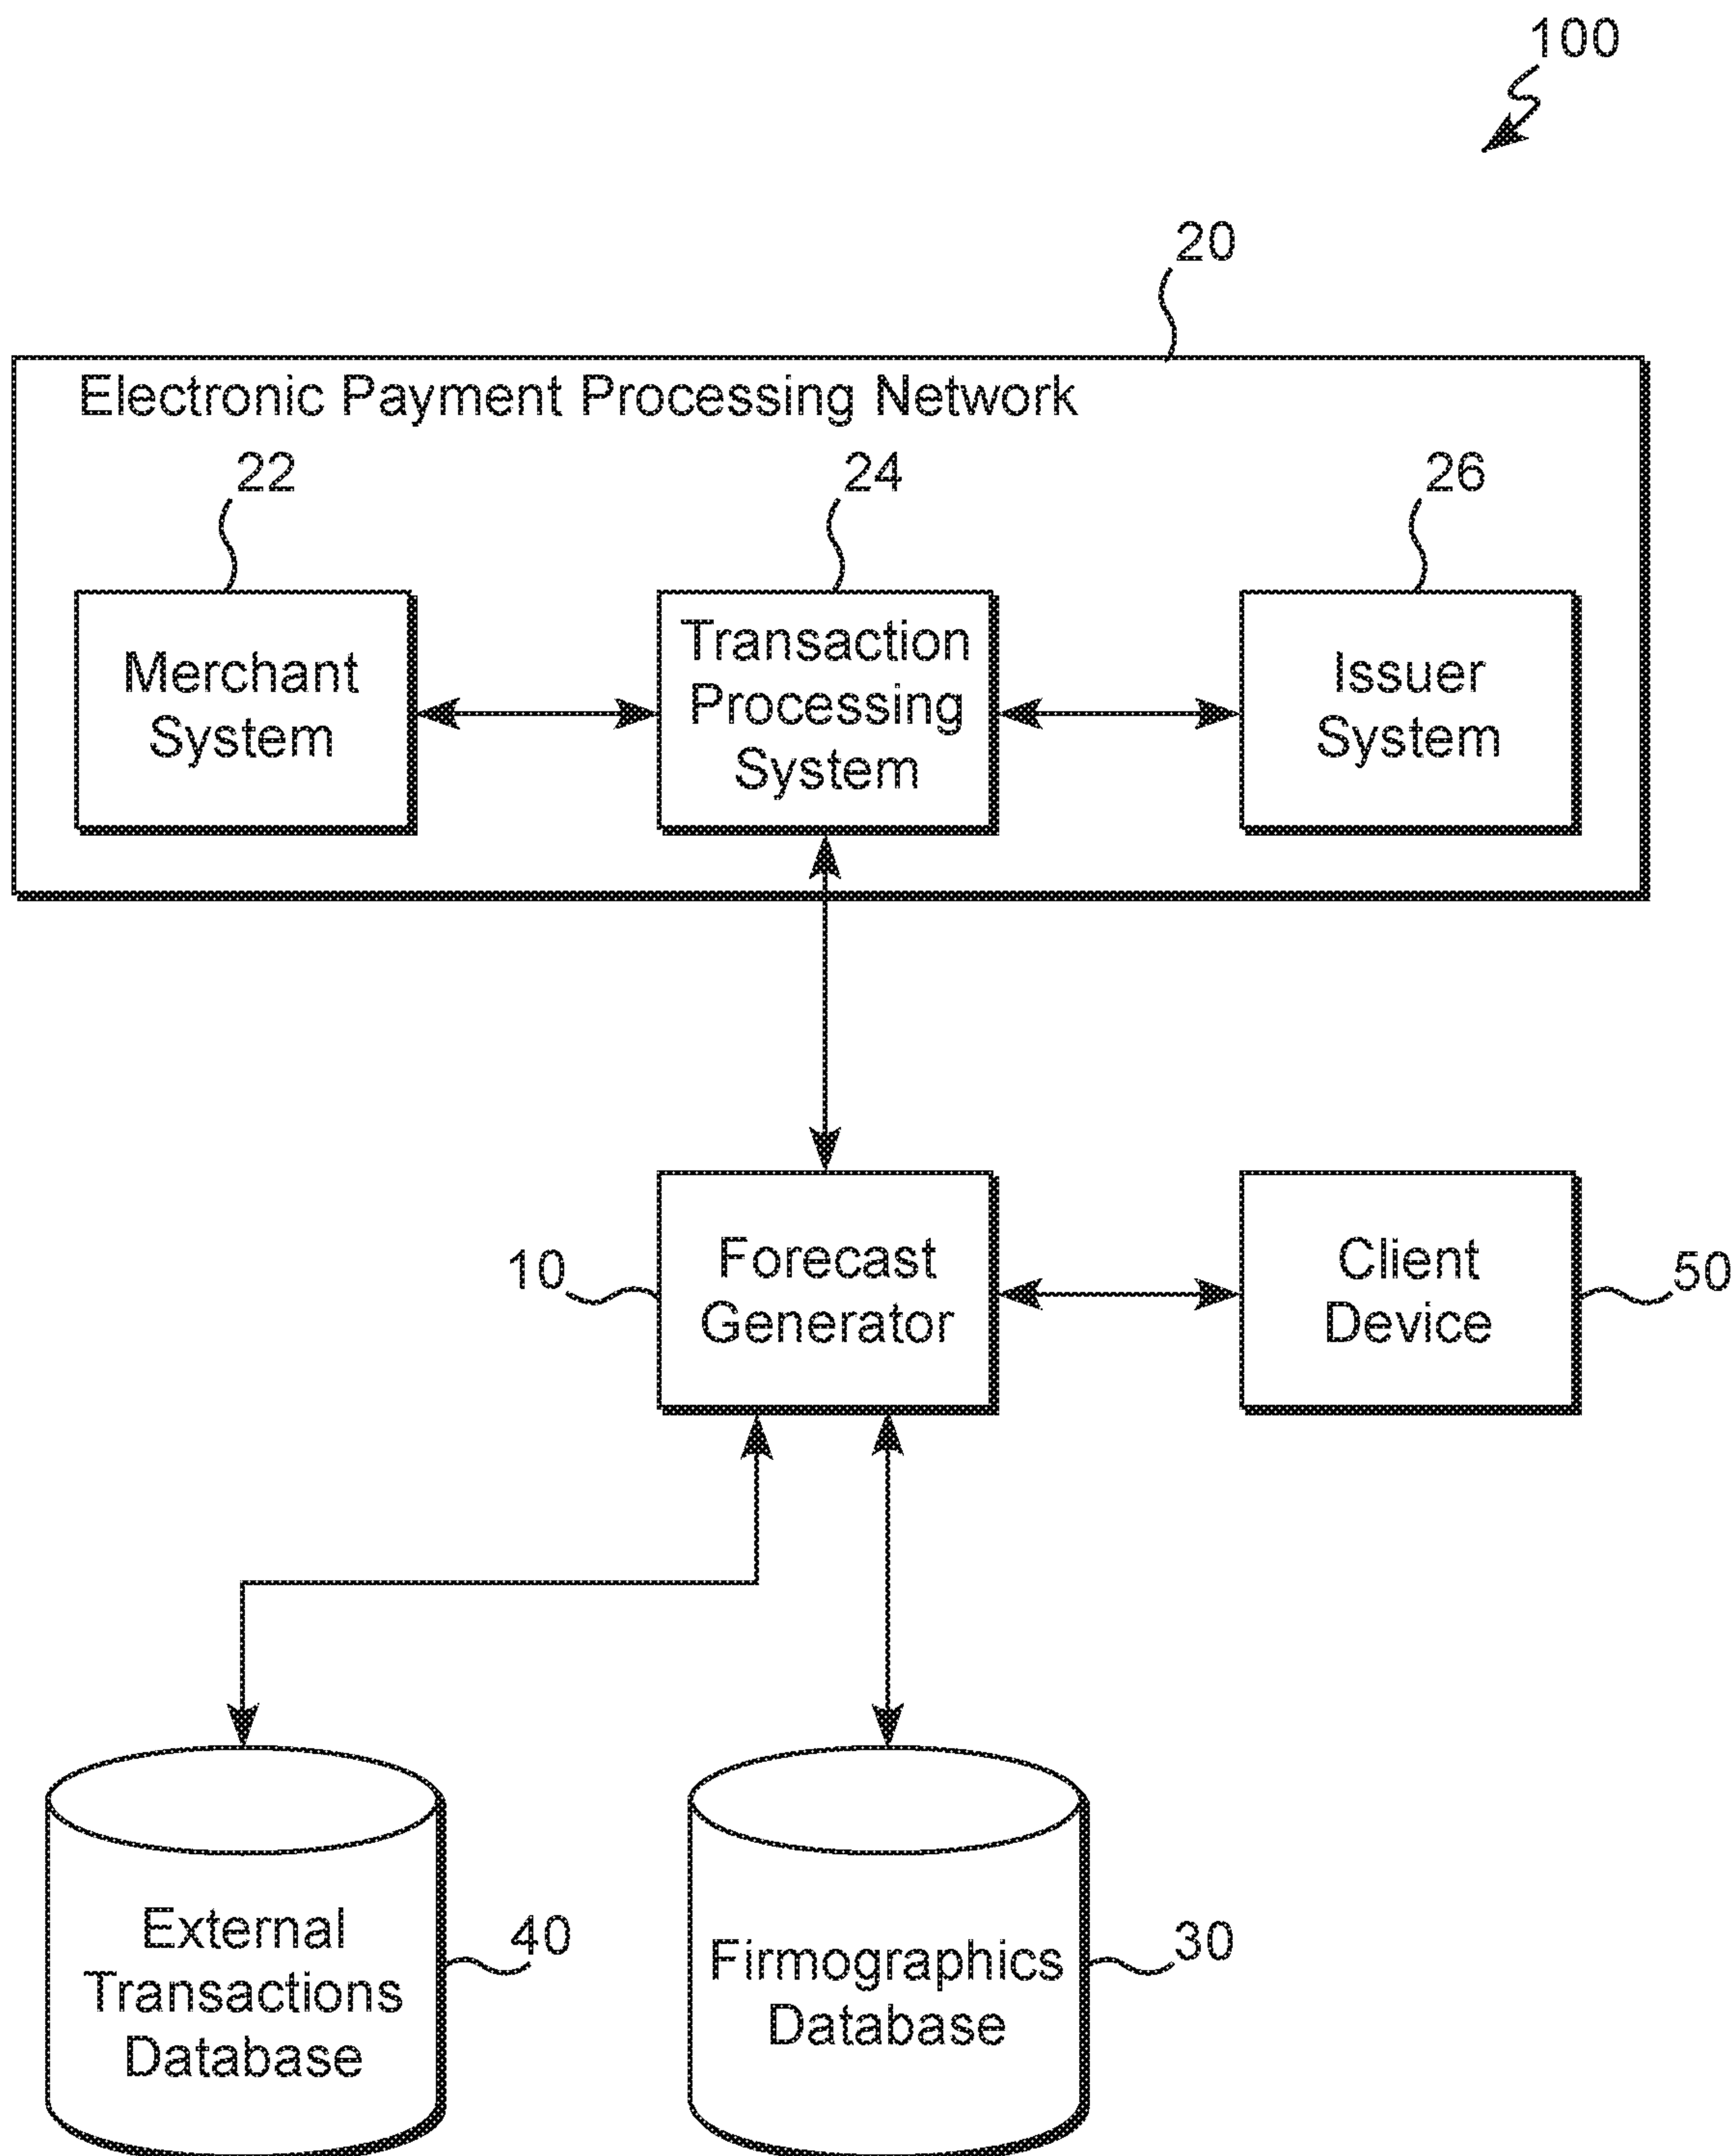 100
20
Electronic Payment Processing Network
22
24
26
Merchant
System
Transaction
Processing
System
Issuer
System
10
Forecast
Generator
Client
Device
50
External
Transactions
Database
40
Firmographics
Database
30